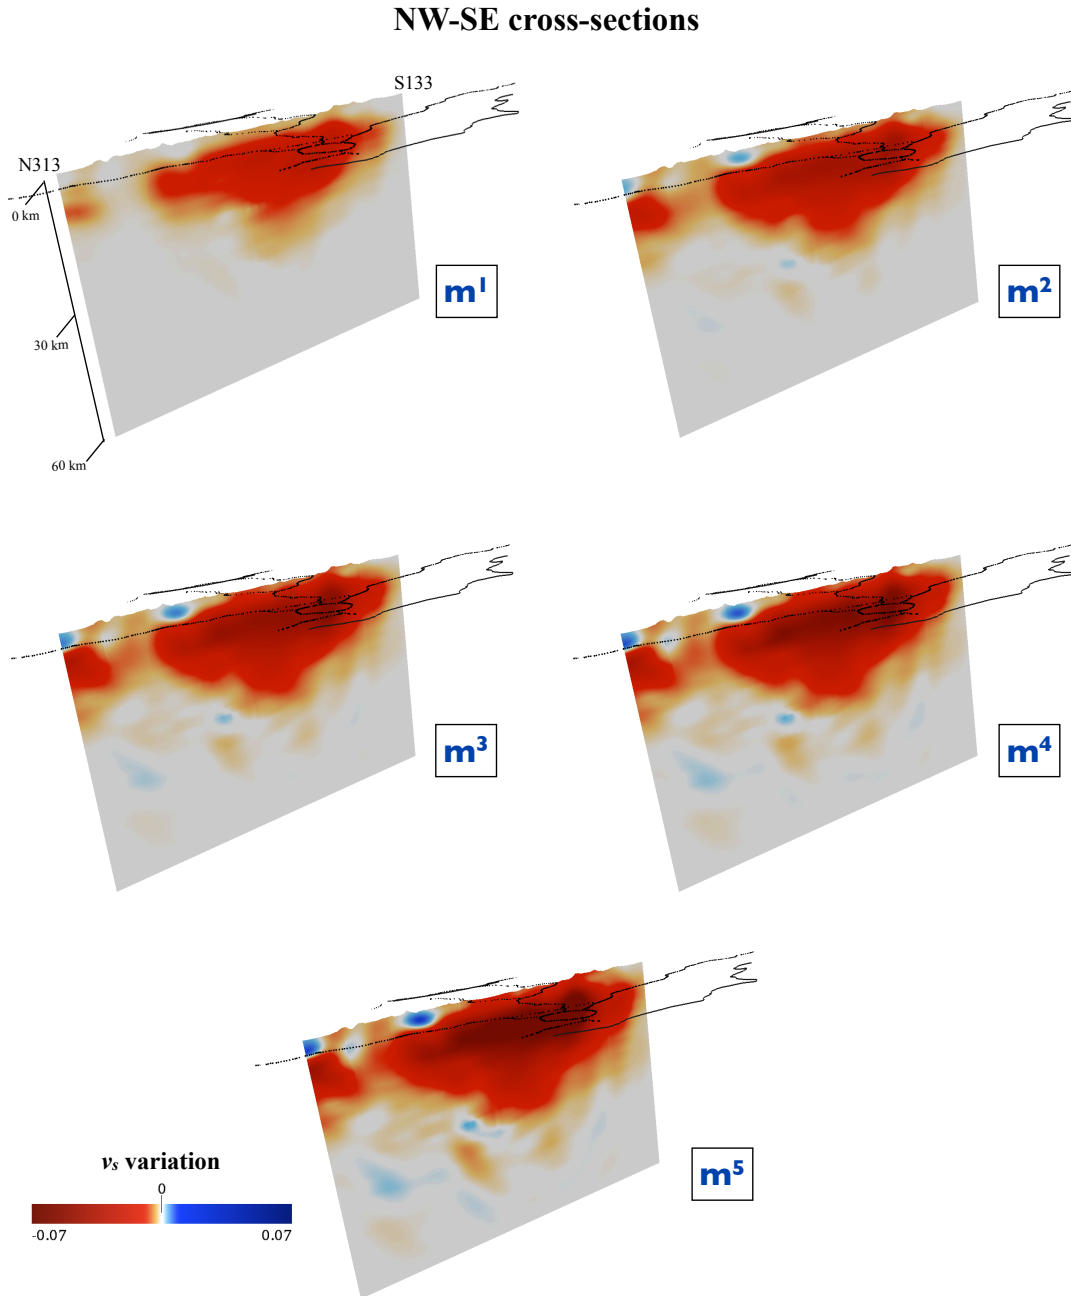 NW-SE cross-sections
S133
N313
0 km
30 km
60 km
m¹
m²
m³
m⁴
m⁵
vₛ variation
0
-0.07 0.07